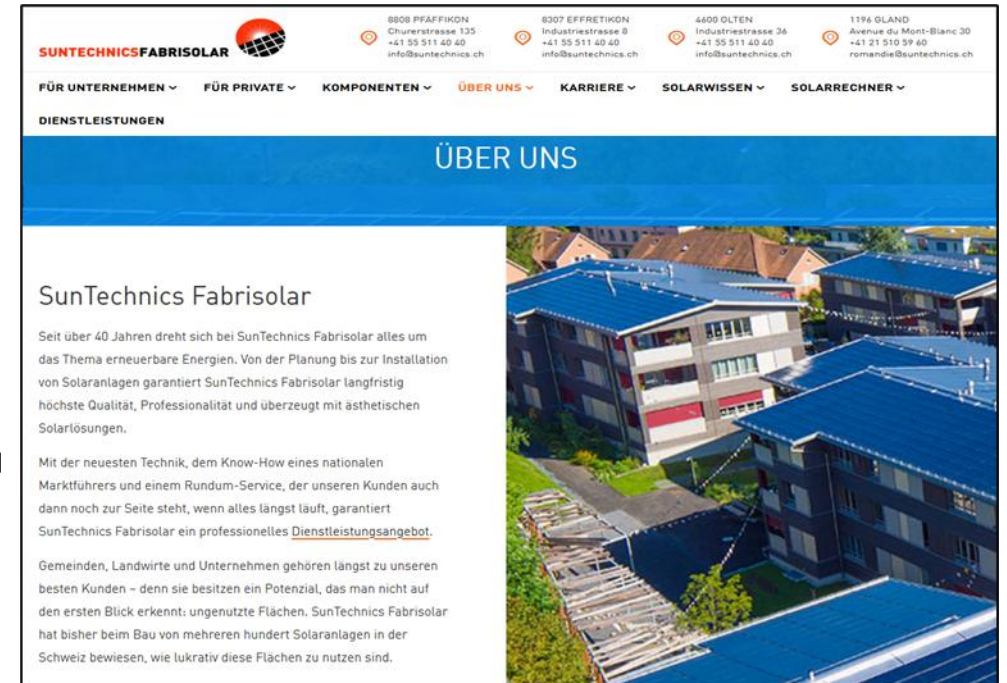 SUNTECHNICSFABRISOLAR
8808 PFÄFFIKON
Churerstrasse 135
+41 55 511 40 40
info@suntechnics.ch
8307 EFFRETIKON
Industriestrasse 8
+41 55 511 40 40
info@suntechnics.ch
4600 OLTEN
Industriestrasse 36
+41 55 511 40 40
info@suntechnics.ch
1196 GLAND
Avenue du Mont-Blanc 30
+41 21 510 59 60
romandie@suntechnics.ch
FÜR UNTERNEHMEN
FÜR PRIVATE
KOMPONENTEN
ÜBER UNS
KARRIERE
SOLARWISSEN
SOLARRECHNER
DIENSTLEISTUNGEN
ÜBER UNS
SunTechnics Fabrisolar
Seit über 40 Jahren dreht sich bei SunTechnics Fabrisolar alles um
das Thema erneuerbare Energien. Von der Planung bis zur Installation
von Solaranlagen garantiert SunTechnics Fabrisolar langfristig
höchste Qualität, Professionalität und überzeugt mit ästhetischen
Solarlösungen.
Mit der neuesten Technik, dem Know-How eines nationalen
Marktführers und einem Rundum-Service, der unseren Kunden auch
dann noch zur Seite steht, wenn alles längst läuft, garantiert
SunTechnics Fabrisolar ein professionelles Dienstleistungsangebot.
Gemeinden, Landwirte und Unternehmen gehören längst zu unseren
besten Kunden – denn sie besitzen ein Potenzial, das man nicht auf
den ersten Blick erkennt: ungenutzte Flächen. SunTechnics Fabrisolar
hat bisher beim Bau von mehreren hundert Solaranlagen in der
Schweiz bewiesen, wie lukrativ diese Flächen zu nutzen sind.